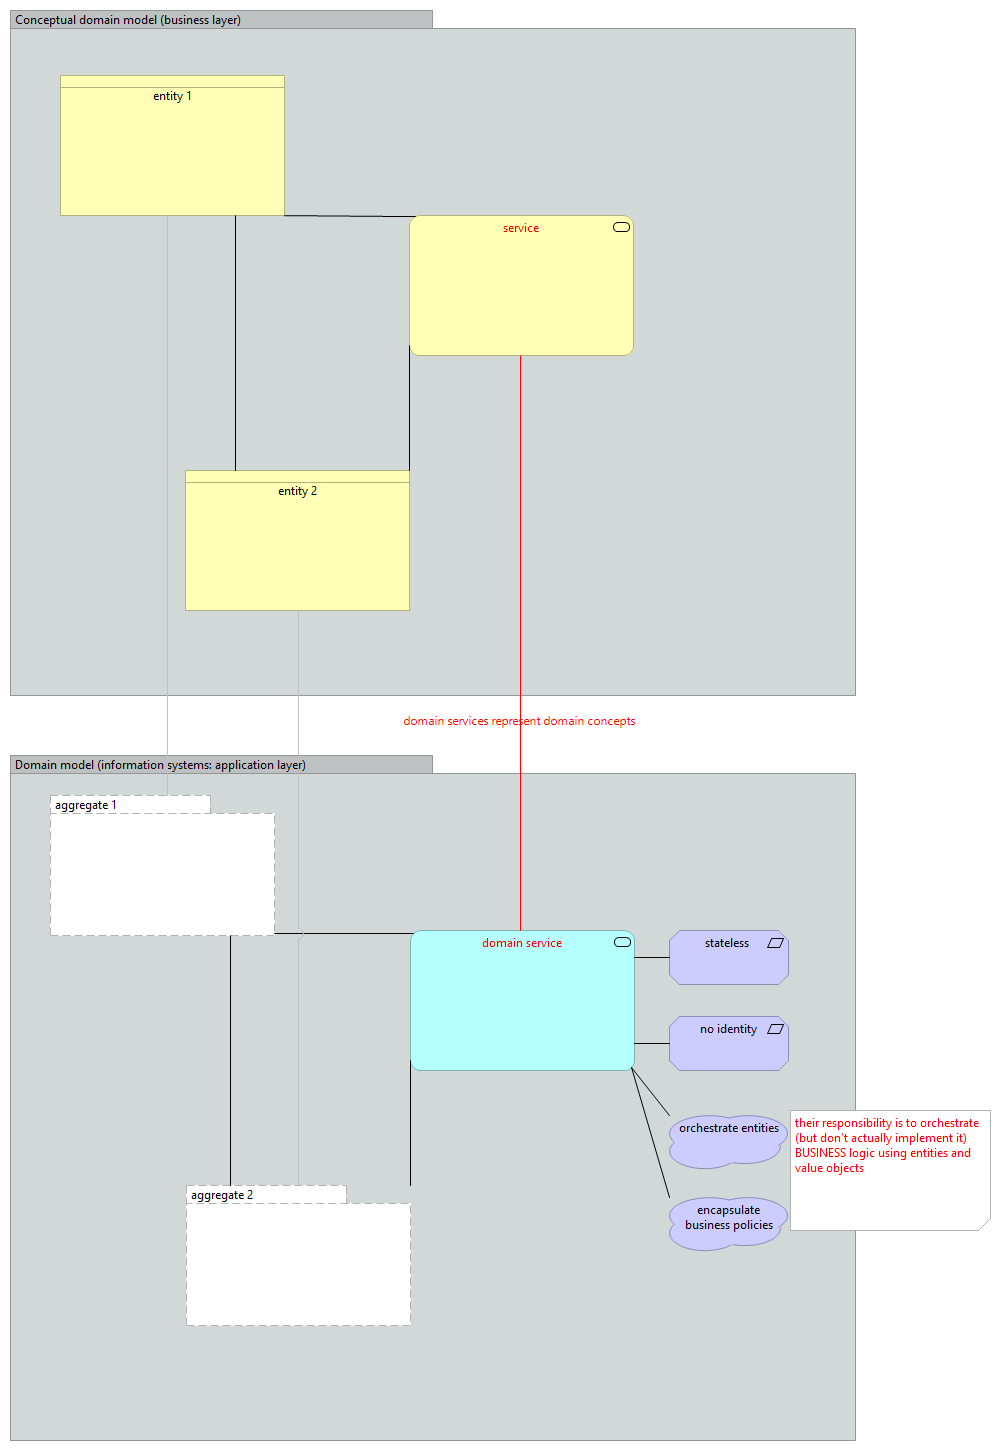 Conceptual domain model (business layer)
entity 1
service
entity 2
domain services represent domain concepts
Domain model (information systems: application layer)
aggregate 1
domain service
stateless
no identity
orchestrate entities
their responsibility is to orchestrate
(but don't actually implement it)
BUSINESS logic using entities and
value objects
aggregate 2
encapsulate
business policies